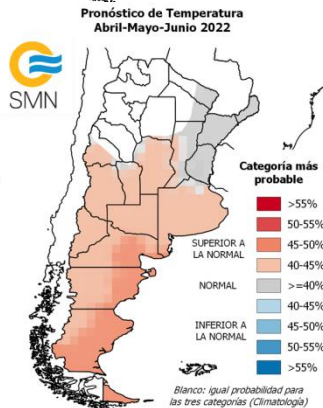 Pronóstico de Temperatura
Abril-Mayo-Junio 2022
SMN
Categoría más
probable
>55%
50-55%
SUPERIOR A
LA NORMAL
45-50%
40-45%
NORMAL
>=40%
INFERIOR A
LA NORMAL
40-45%
45-50%
50-55%
>55%
Blanco: igual probabilidad para
las tres categorías (Climatología)